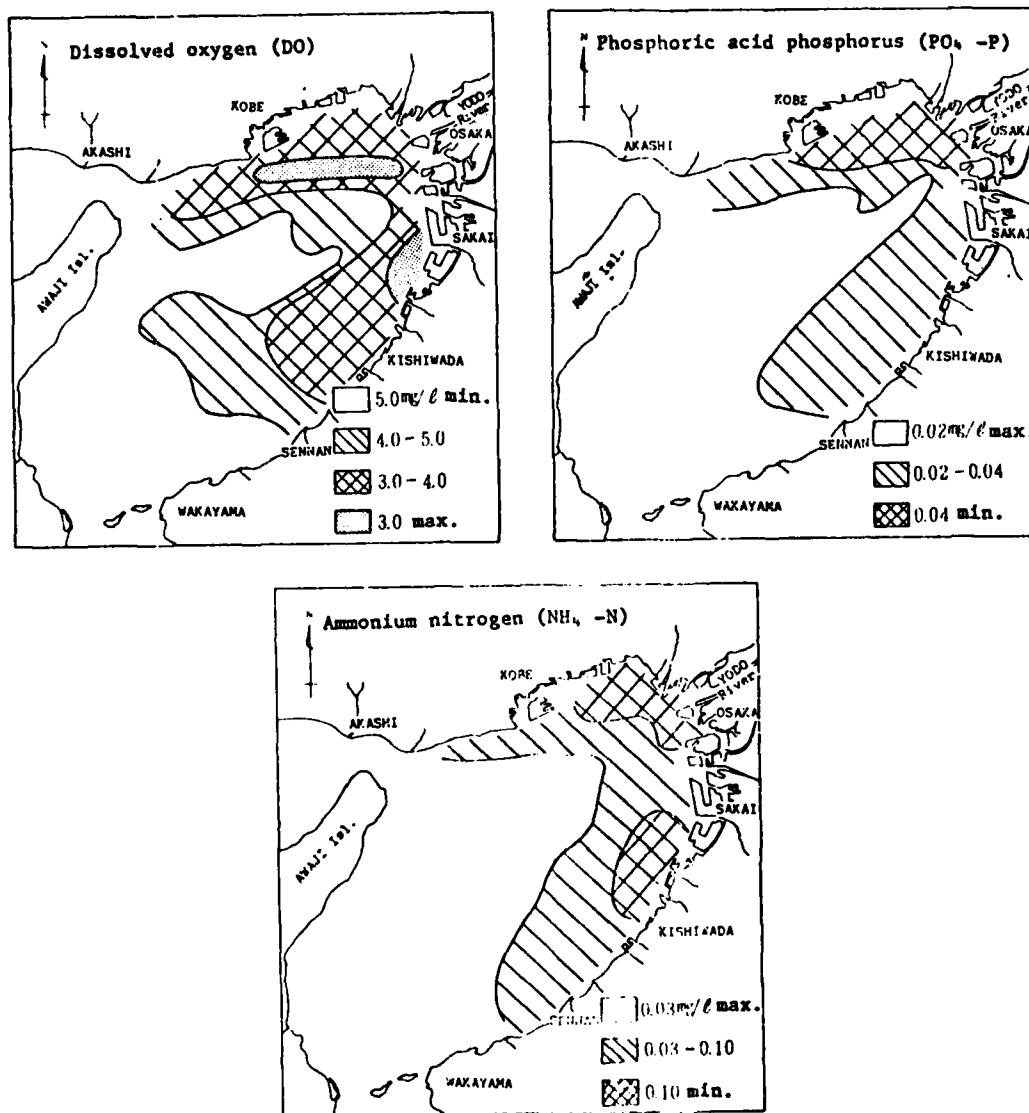 Dissolved oxygen (DO)
N
KOBE
YODO
River
OSAKA
AKASHI
SAKAI
AWAJI Isl.
KISHIWADA
5.0mg/ℓ min.
4.0-5.0
SENNAN
3.0-4.0
WAKAYAMA
3.0 max.
N
Phosphoric acid phosphorus (PO₄ -P)
KOBE
YODO
River
OSAKA
AKASHI
SAKAI
AWAJI Isl.
KISHIWADA
0.02mg/ℓ max.
SENNAN
0.02-0.04
WAKAYAMA
0.04 min.
N
Ammonium nitrogen (NH₄ -N)
KOBE
YODO
River
OSAKA
AKASHI
SAKAI
AWAJI Isl.
KISHIWADA
0.03mg/ℓ max.
SENNAN
0.03-0.10
WAKAYAMA
0.10 min.